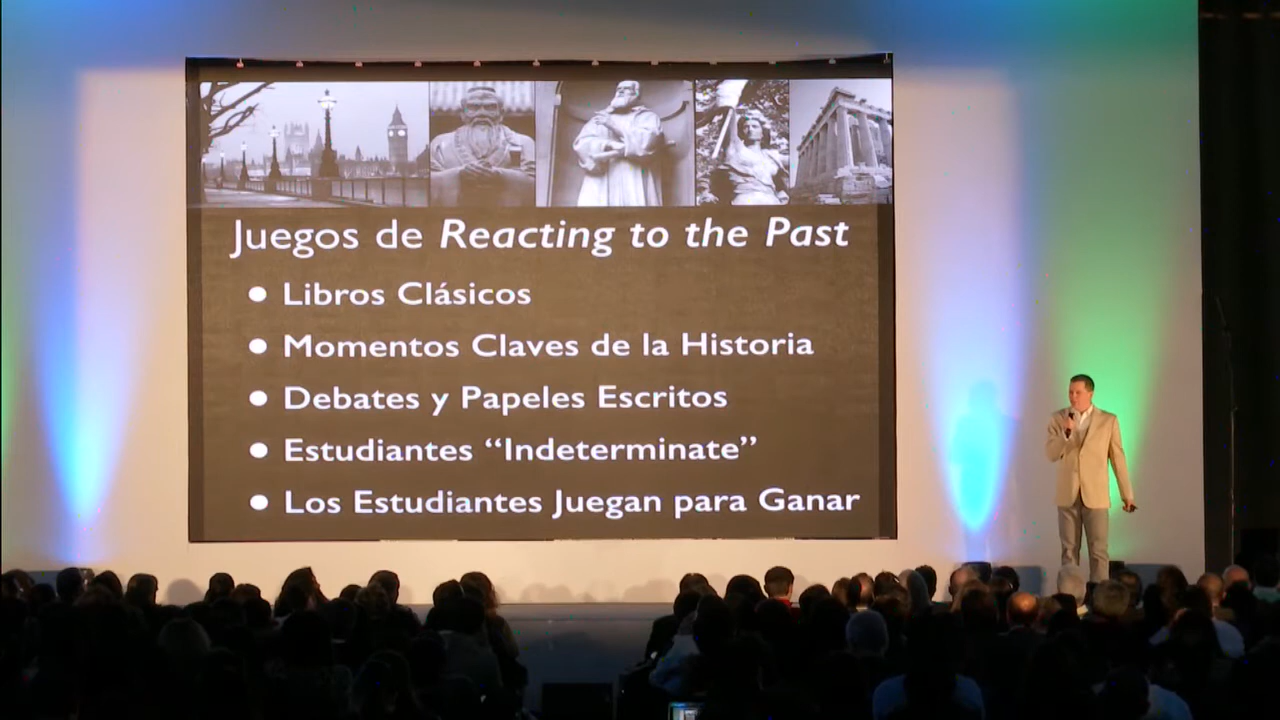 Juegos de Reacting to the Past
Libros Clásicos
Momentos Claves de la Historia
Debates y Papeles Escritos
Estudiantes “Indeterminate”
Los Estudiantes Juegan para Ganar